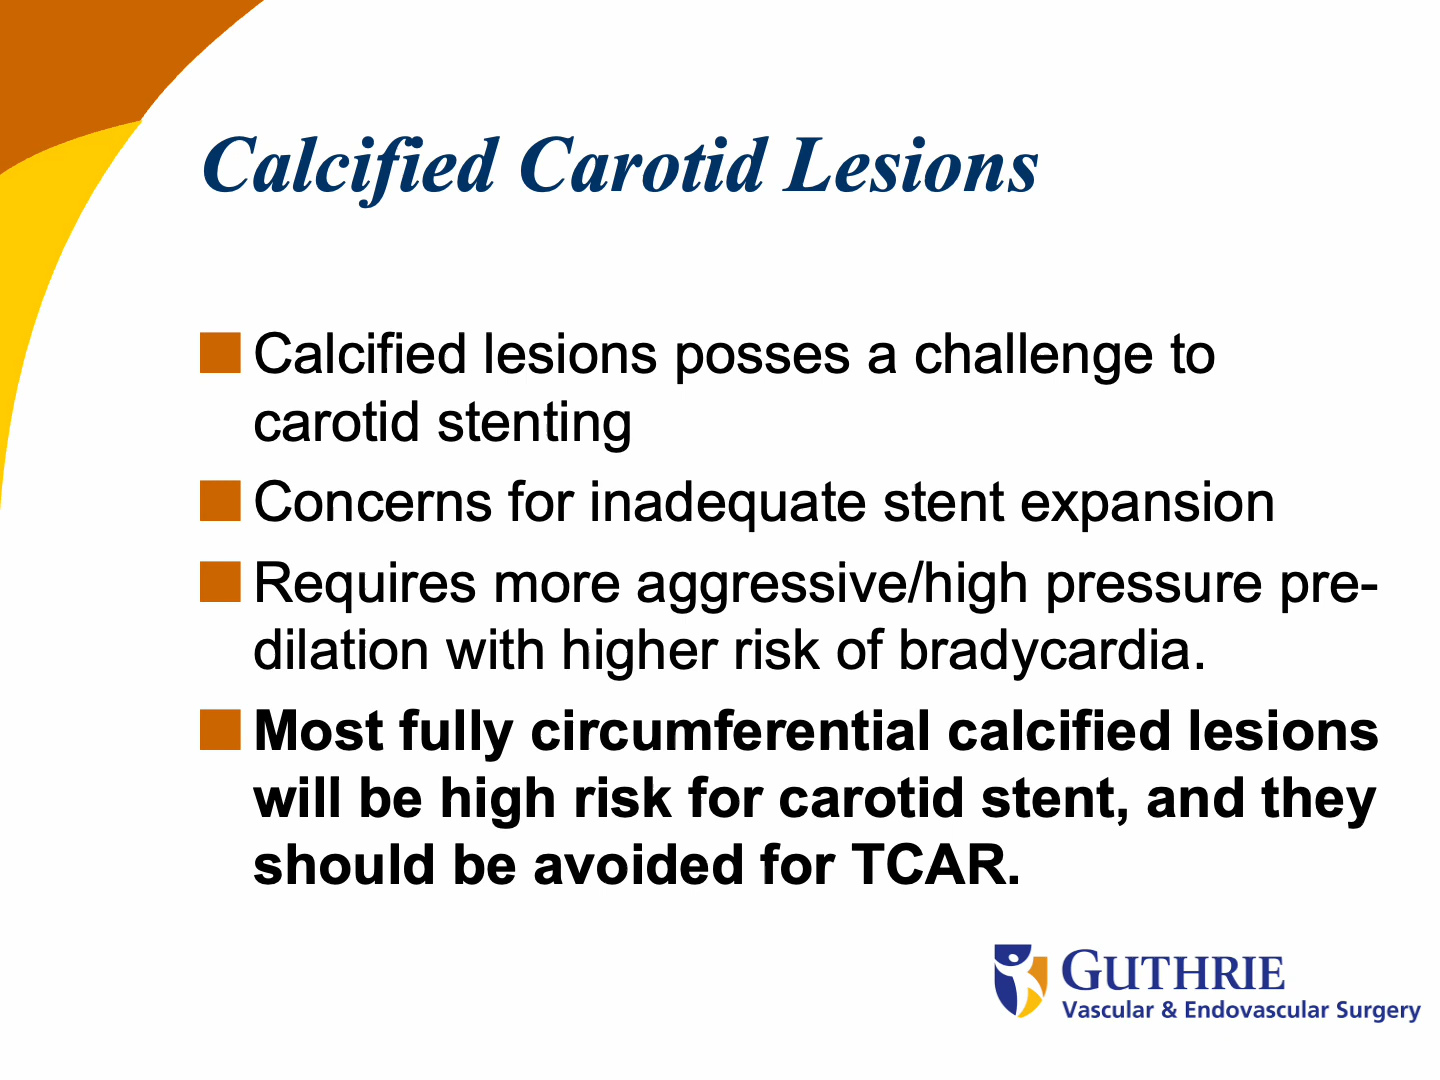 Calcified Carotid Lesions
Calcified lesions posses a challenge to
carotid stenting
Concerns for inadequate stent expansion
Requires more aggressive/high pressure pre-
dilation with higher risk of bradycardia.
Most fully circumferential calcified lesions
will be high risk for carotid stent, and they
should be avoided for TCAR.
GUTHRIE
Vascular & Endovascular Surgery